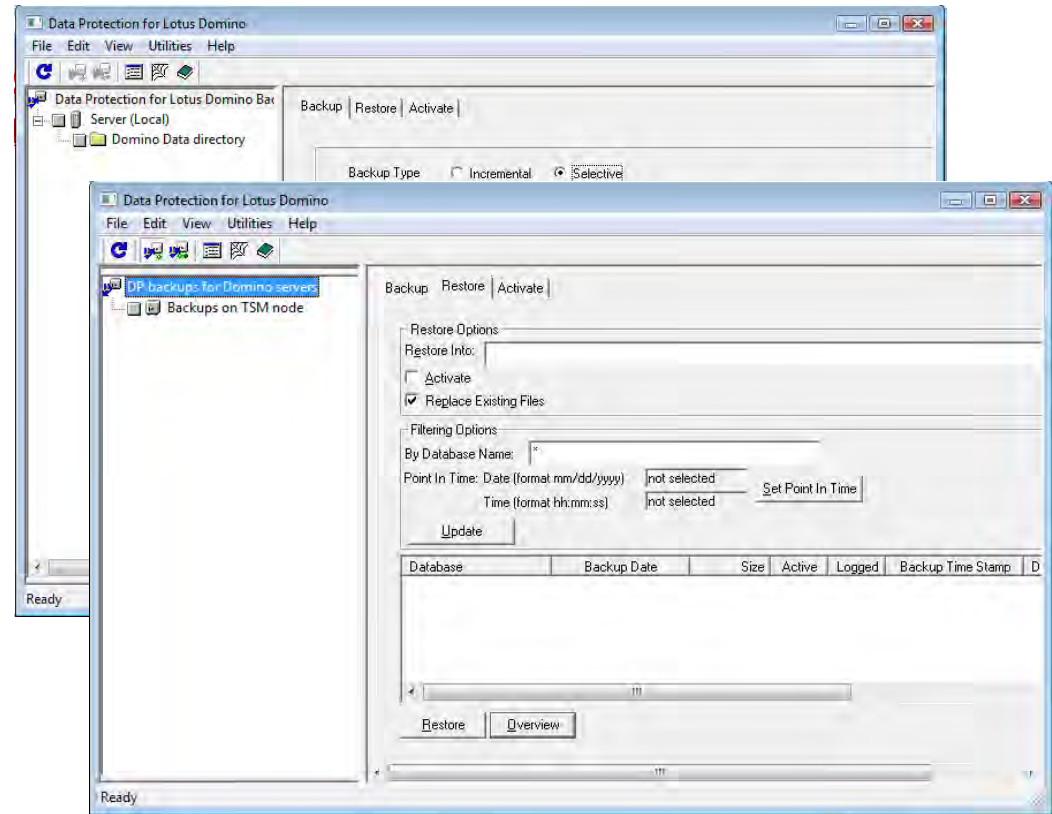 Data Protection for Lotus Domino
File Edit View Utilities Help
Data Protection for Lotus Domino Bac
Server (Local)
Domino Data directory
Backup Restore Activate
Backup Type Incremental Selective
Ready
Data Protection for Lotus Domino
File Edit View Utilities Help
DP backups for Domino servers
Backups on TSM node
Backup Restore Activate
Restore Options
Restore Into:
Activate
Replace Existing Files
Filtering Options
By Database Name: *
Point In Time: Date (format mm/dd/yyyy) not selected
Set Point In Time
Time (format hh:mm:ss) not selected
Update
Database Backup Date Size Active Logged Backup Time Stamp D
Restore Overview
Ready